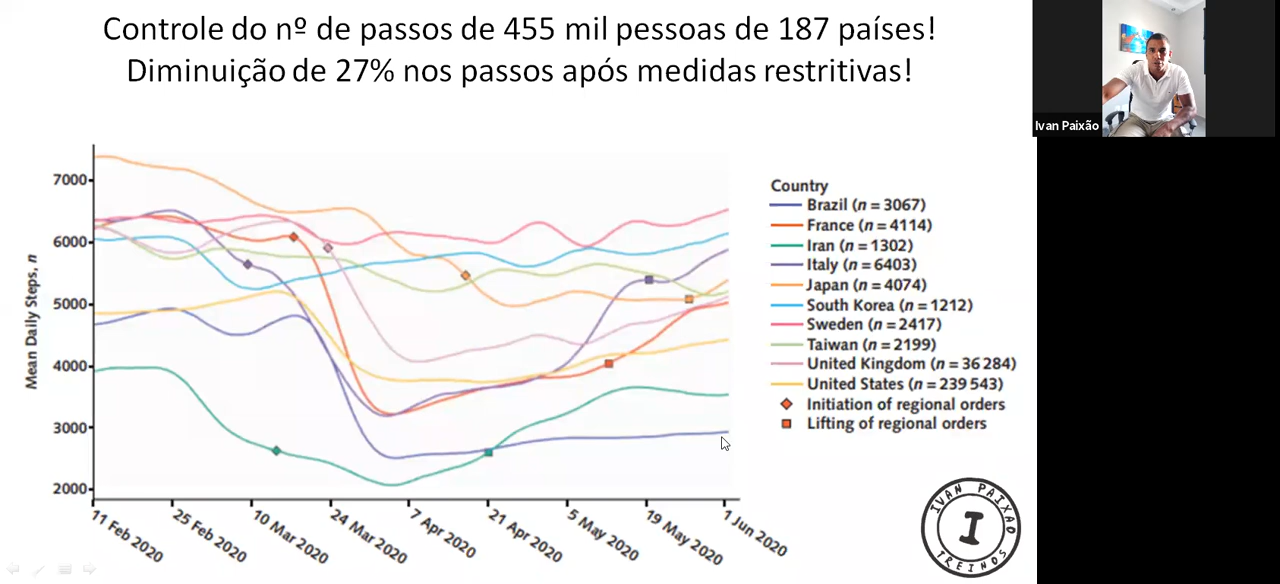 Controle do nº de passos de 455 mil pessoas de 187 países!
Diminuição de 27% nos passos após medidas restritivas!
Ivan Paixão
Mean Daily Steps, n
7000
6000
5000
4000
3000
2000
11 Feb 2020
25 Feb 2020
10 Mar 2020
24 Mar 2020
7 Apr 2020
21 Apr 2020
5 May 2020
19 May 2020
1 Jun 2020
Country
Brazil (n = 3067)
France (n = 4114)
Iran (n = 1302)
Italy (n = 6403)
Japan (n = 4074)
South Korea (n = 1212)
Sweden (n = 2417)
Taiwan (n = 2199)
United Kingdom (n = 36 284)
United States (n = 239 543)
Initiation of regional orders
Lifting of regional orders
IVAN PAIXAO
I
TREINOS